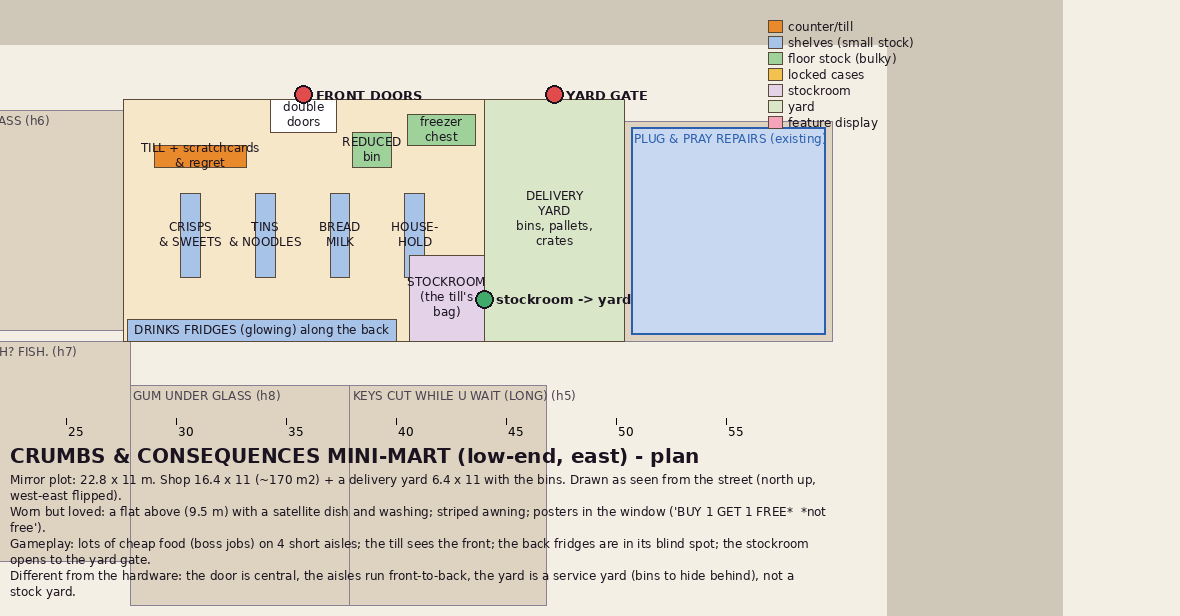 counter/till
shelves (small stock)
floor stock (bulky)
locked cases
stockroom
yard
feature display
FRONT DOORS
YARD GATE
ASS (h6)
double
doors
freezer
chest
REDUCED
bin
TILL + scratchcards
& regret
PLUG & PRAY REPAIRS (existing)
DELIVERY
YARD
bins, pallets,
crates
CRISPS
& SWEETS
TINS
& NOODLES
BREAD
MILK
HOUSE-
HOLD
STOCKROOM
(the till's
bag)
stockroom -> yard
DRINKS FRIDGES (glowing) along the back
H? FISH. (h7)
GUM UNDER GLASS (h8)
KEYS CUT WHILE U WAIT (LONG) (h5)
25
30
35
40
45
50
55
CRUMBS & CONSEQUENCES MINI-MART (low-end, east) - plan
Mirror plot: 22.8 x 11 m. Shop 16.4 x 11 (~170 m2) + a delivery yard 6.4 x 11 with the bins. Drawn as seen from the street (north up,
west-east flipped).
Worn but loved: a flat above (9.5 m) with a satellite dish and washing; striped awning; posters in the window ('BUY 1 GET 1 FREE*  *not
free').
Gameplay: lots of cheap food (boss jobs) on 4 short aisles; the till sees the front; the back fridges are in its blind spot; the stockroom
opens to the yard gate.
Different from the hardware: the door is central, the aisles run front-to-back, the yard is a service yard (bins to hide behind), not a
stock yard.